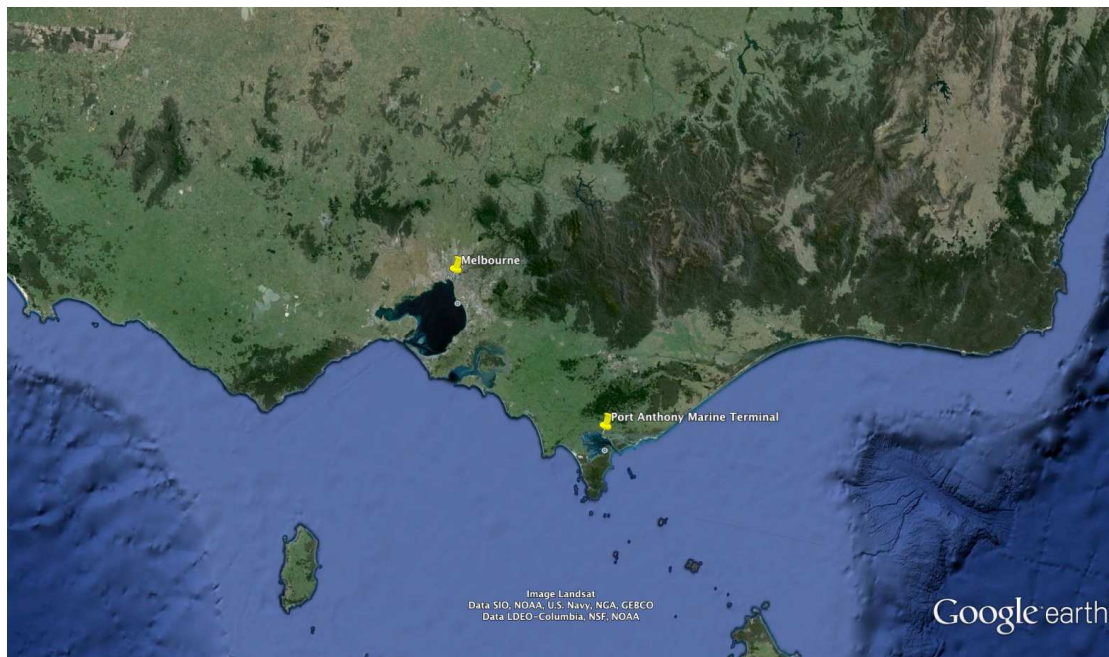 Melbourne
Port Anthony Marine Terminal
Image Landsat
Data SIO, NOAA, U.S. Navy, NGA, GEBCO
Data LDEO-Columbia, NSF, NOAA
Google earth